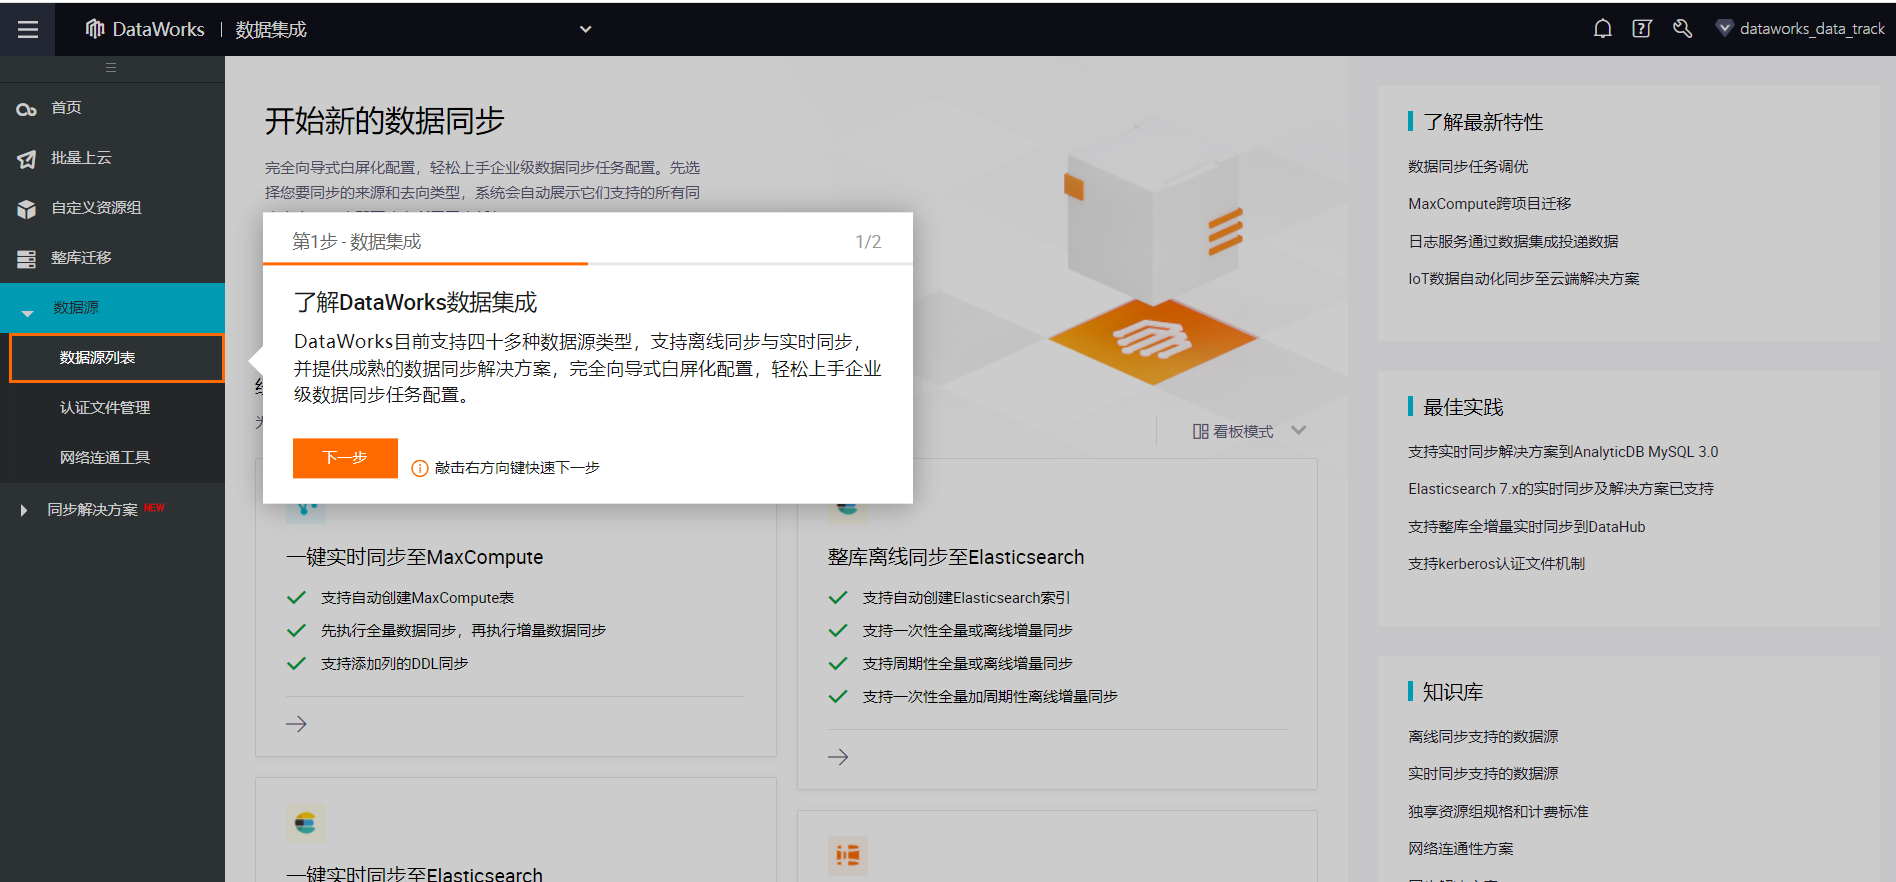 DataWorks | 数据集成
dataworks_data_track
首页
批量上云
自定义资源组
整库迁移
数据源
数据源列表
认证文件管理
网络连通工具
同步解决方案 NEW
开始新的数据同步
完全向导式白屏化配置，轻松上手企业级数据同步任务配置。先选
择您要同步的来源和去向类型，系统会自动展示它们支持的所有同
第1步 - 数据集成
1/2
了解DataWorks数据集成
DataWorks目前支持四十多种数据源类型，支持离线同步与实时同步，
并提供成熟的数据同步解决方案，完全向导式白屏化配置，轻松上手企业
级数据同步任务配置。
下一步
敲击右方向键快速下一步
看板模式
一键实时同步至MaxCompute
支持自动创建MaxCompute表
先执行全量数据同步，再执行增量数据同步
支持添加列的DDL同步
整库离线同步至Elasticsearch
支持自动创建Elasticsearch索引
支持一次性全量或离线增量同步
支持周期性全量或离线增量同步
支持一次性全量加周期性离线增量同步
一键实时同步至Elasticsearch
了解最新特性
数据同步任务调优
MaxCompute跨项目迁移
日志服务通过数据集成投递数据
IoT数据自动化同步至云端解决方案
最佳实践
支持实时同步解决方案到AnalyticDB MySQL 3.0
Elasticsearch 7.x的实时同步及解决方案已支持
支持整库全增量实时同步到DataHub
支持kerberos认证文件机制
知识库
离线同步支持的数据源
实时同步支持的数据源
独享资源组规格和计费标准
网络连通性方案